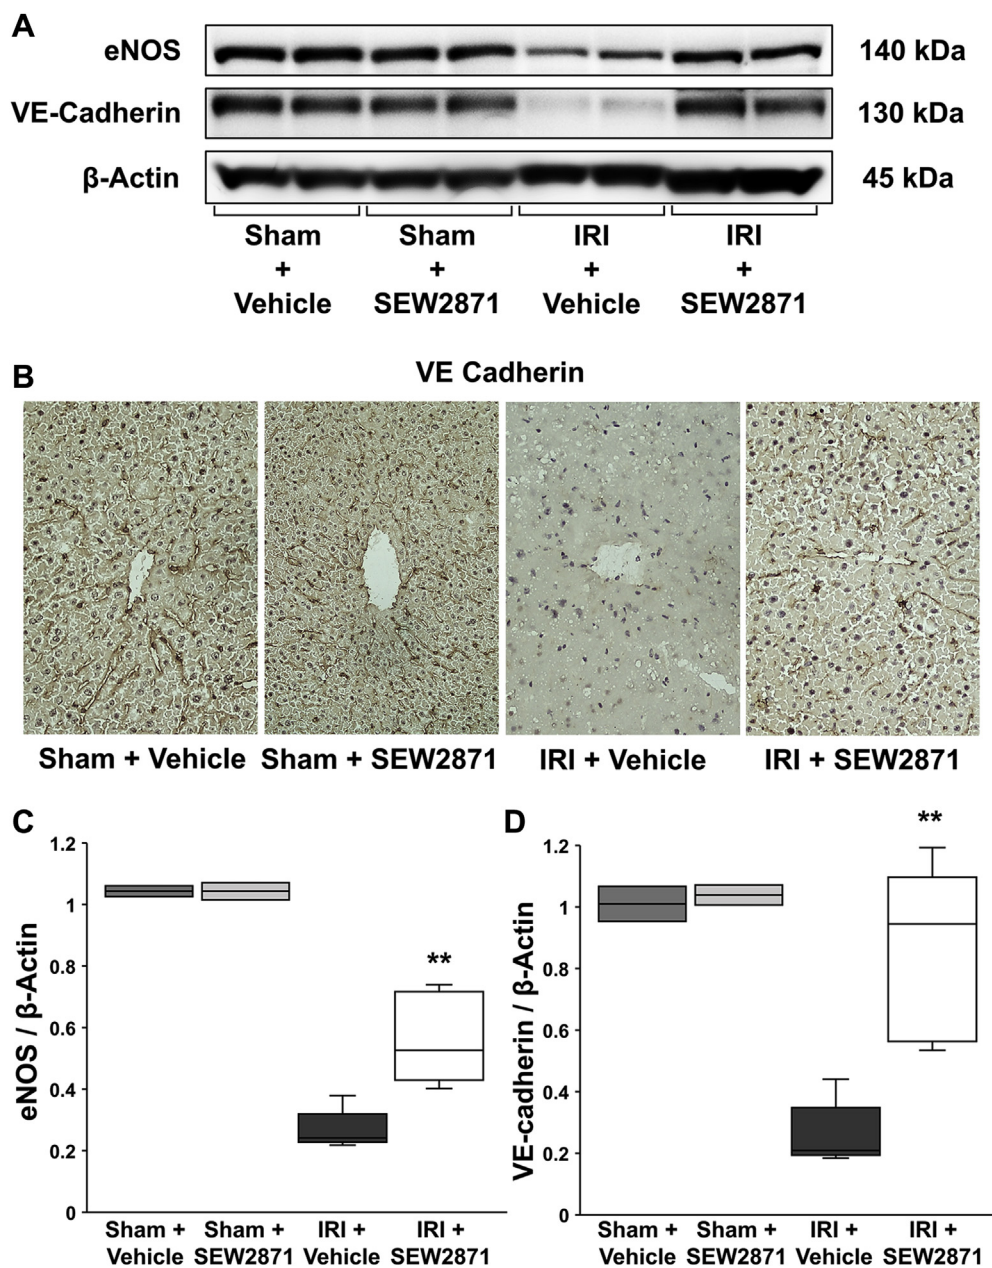 A
eNOS
140 kDa
VE-Cadherin
130 kDa
β-Actin
45 kDa
Sham
+
Vehicle
Sham
+
SEW2871
IRI
+
Vehicle
IRI
+
SEW2871
B
VE Cadherin
Sham + Vehicle
Sham + SEW2871
IRI + Vehicle
IRI + SEW2871
C
eNOS / β-Actin
1.2
1
0.8
0.6
0.4
0.2
0
**
Sham +
Vehicle
Sham +
SEW2871
IRI +
Vehicle
IRI +
SEW2871
D
VE-cadherin / β-Actin
1.2
1
0.8
0.6
0.4
0.2
0
**
Sham +
Vehicle
Sham +
SEW2871
IRI +
Vehicle
IRI +
SEW2871